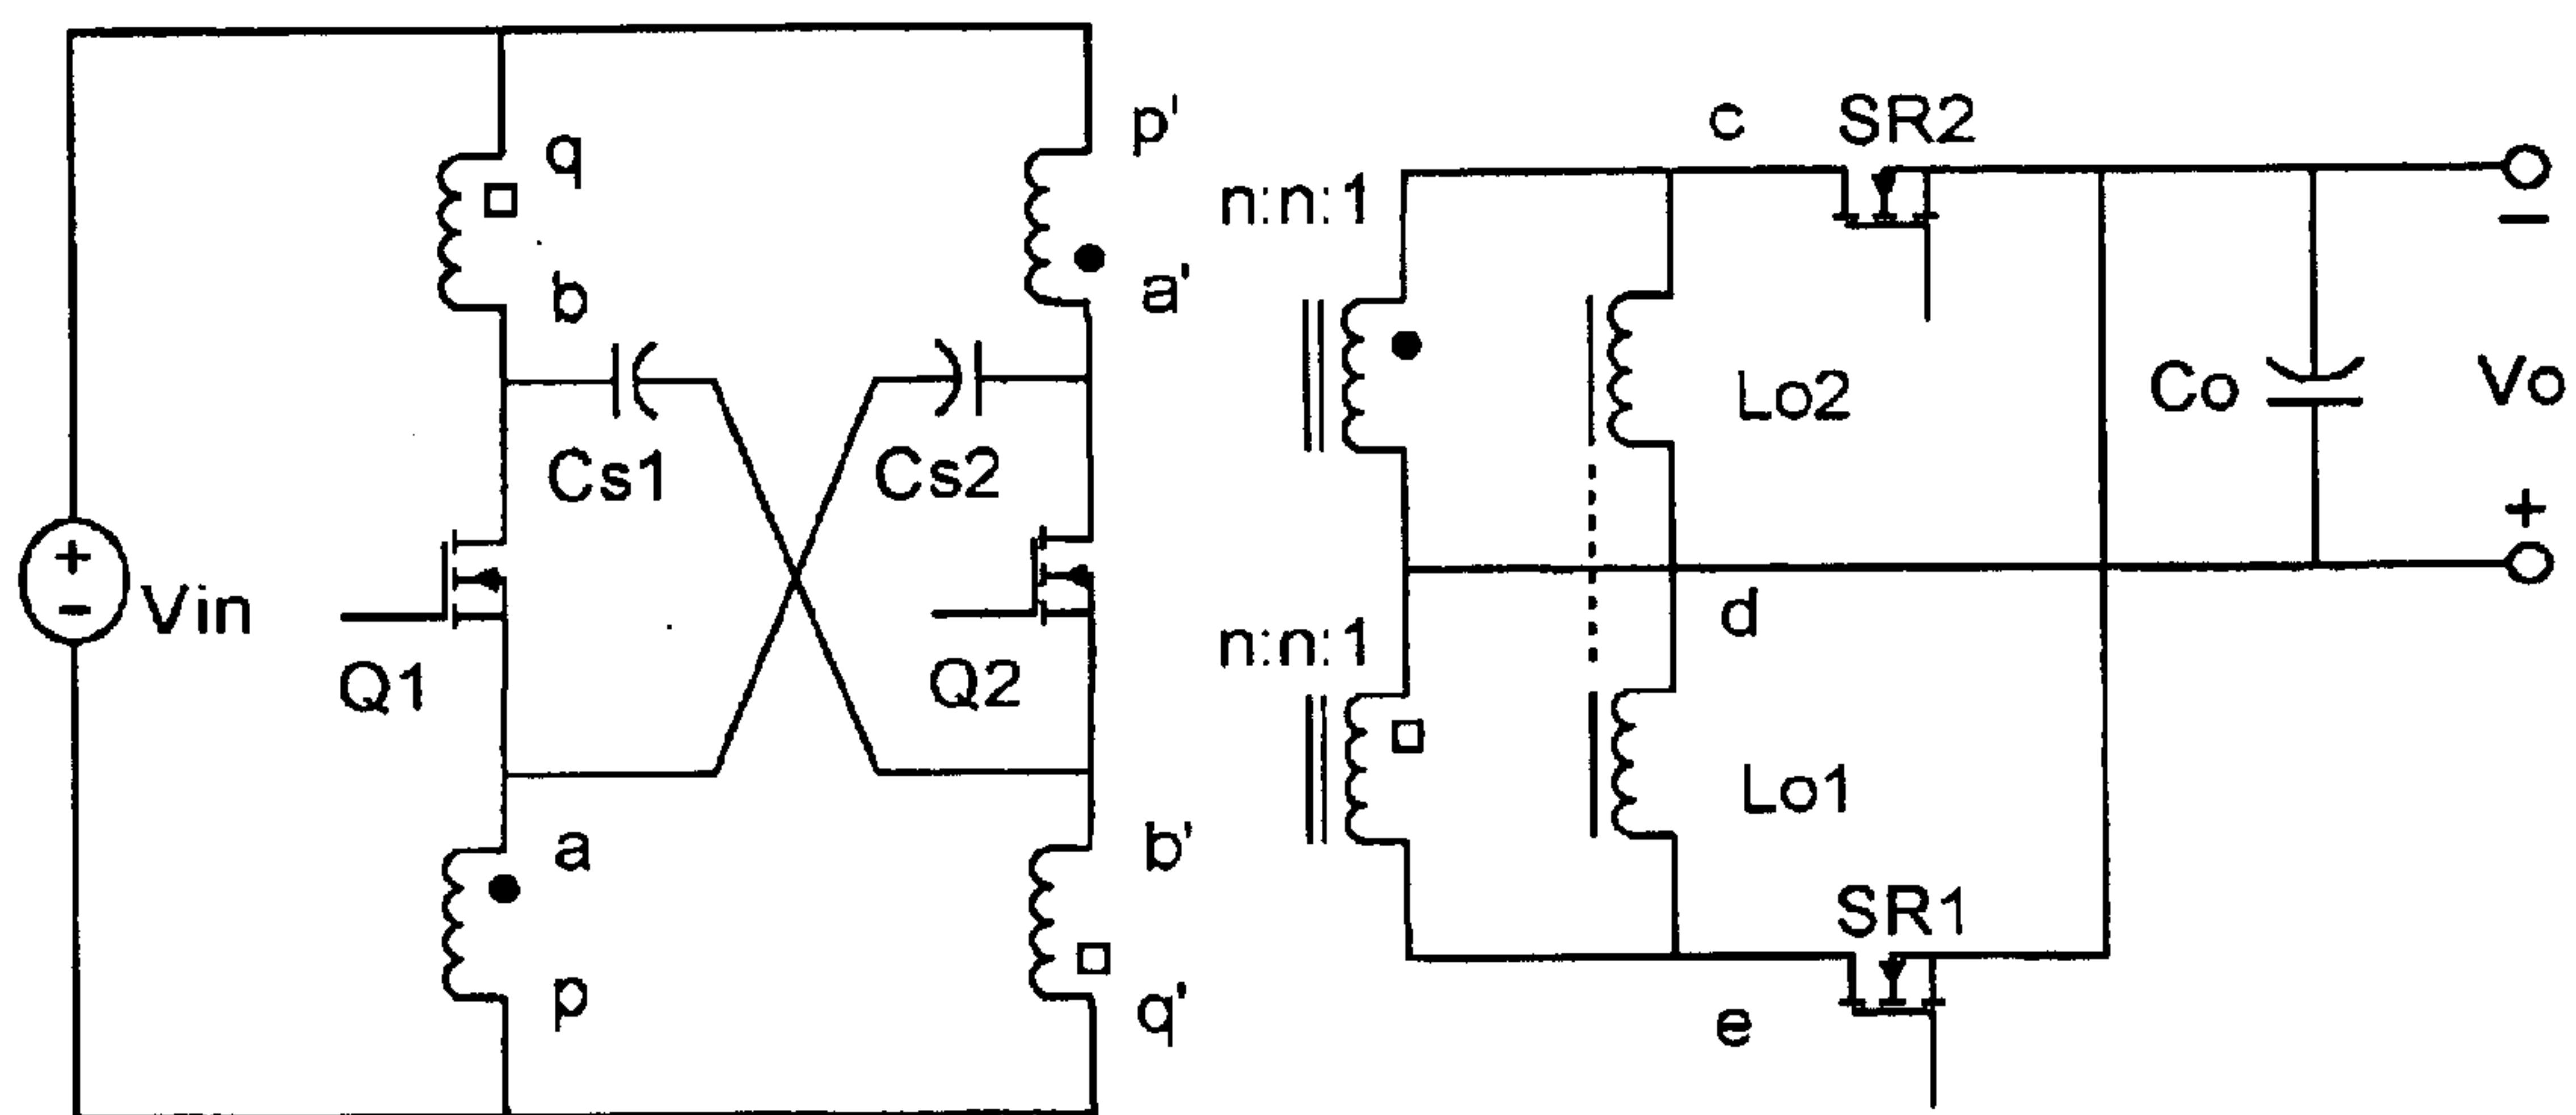 q
b
p'
a'
Cs1
Cs2
+
-
Vin
Q1
Q2
a
p
b'
q'
n:n:1
c
SR2
Lo2
d
n:n:1
Lo1
SR1
e
Co
-
Vo
+